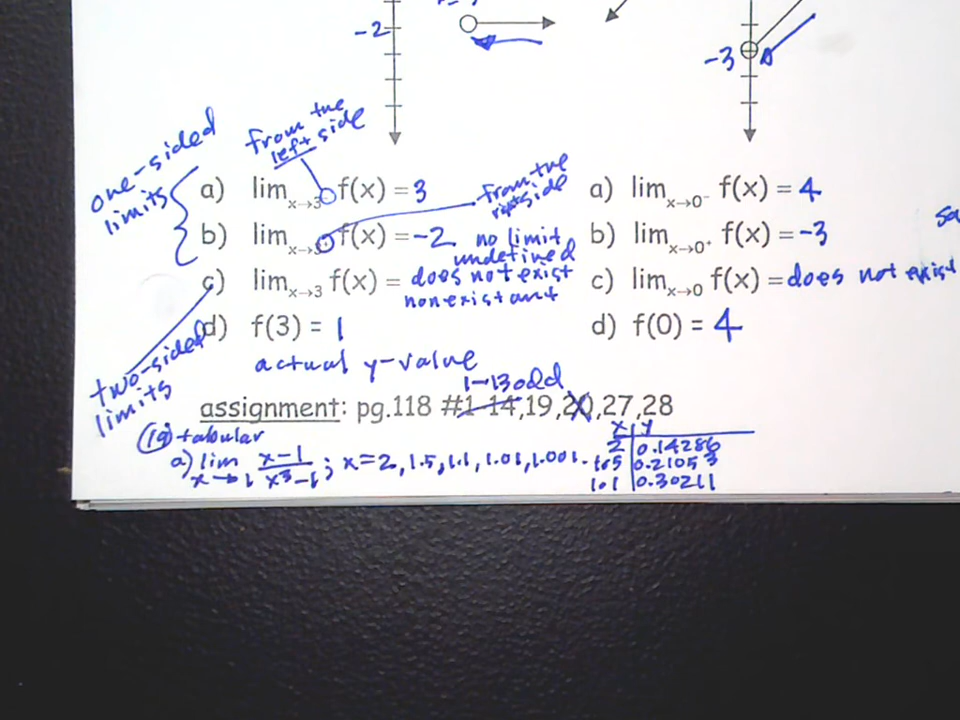 -2
-3
one-sided limits
from the left side
from the right side
a) lim x→3⁻ f(x) = 3
b) lim x→3⁺ f(x) = -2
no limit
undefined
c) lim x→3 f(x) = does not exist
nonexistant
d) f(3) = 1
actual y-value
two-sided limits
a) lim x→0⁻ f(x) = 4
b) lim x→0⁺ f(x) = -3
c) lim x→0 f(x) = does not exist
d) f(0) = 4
1-13 odd
assignment: pg.118 #1-14,19,20,27,28
(19) tabular
a) lim x→1 x-1/x³-1; x=2, 1.5, 1.1, 1.01, 1.001
x | y
2 | 0.14286
1.5 | 0.21053
1.1 | 0.30211